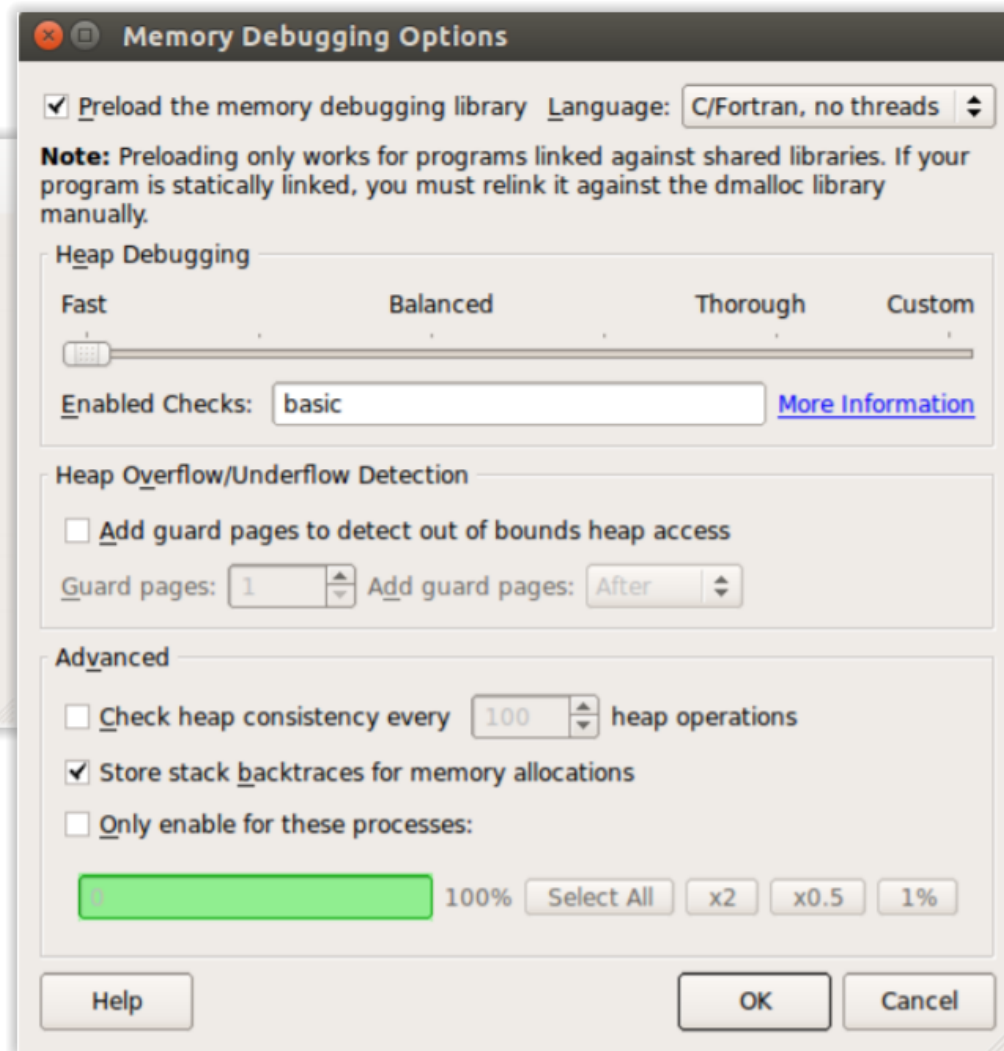 Memory Debugging Options
Preload the memory debugging library Language: C/Fortran, no threads
Note: Preloading only works for programs linked against shared libraries. If your
program is statically linked, you must relink it against the dmalloc library
manually.
Heap Debugging
Fast Balanced Thorough Custom
Enabled Checks: basic More Information
Heap Overflow/Underflow Detection
Add guard pages to detect out of bounds heap access
Guard pages: 1 Add guard pages: After
Advanced
Check heap consistency every 100 heap operations
Store stack backtraces for memory allocations
Only enable for these processes:
0 100% Select All x2 x0.5 1%
Help OK Cancel